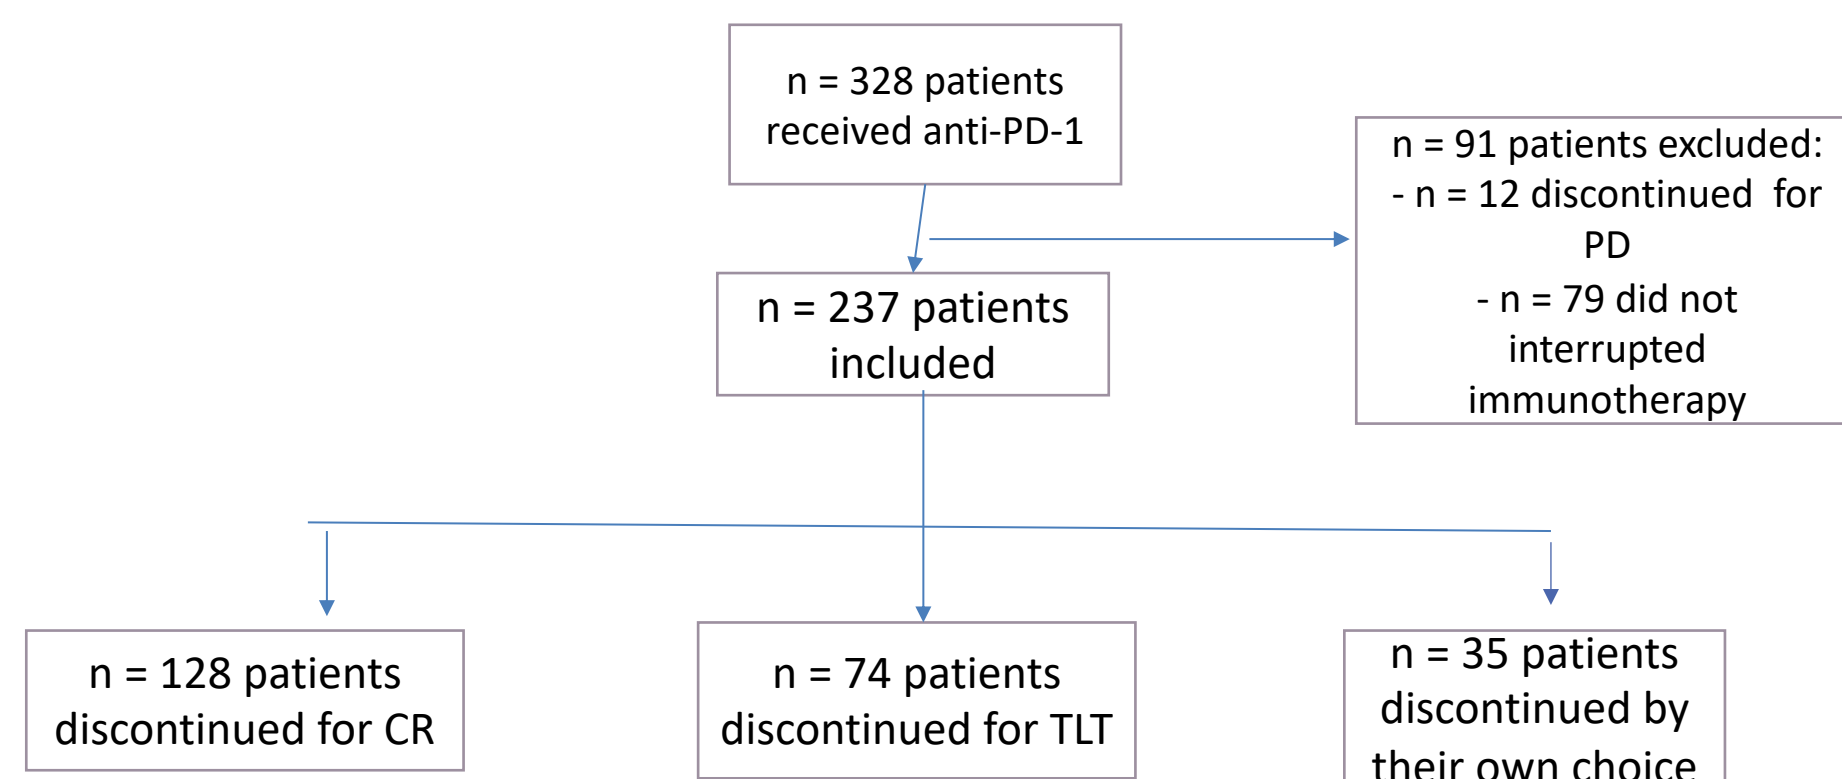 n = 328 patients
received anti-PD-1
n = 91 patients excluded:
- n = 12 discontinued  for
PD
- n = 79 did not
interrupted
immunotherapy
n = 237 patients
included
n = 128 patients
discontinued for CR
n = 74 patients
discontinued for TLT
n = 35 patients
discontinued by
their own choice